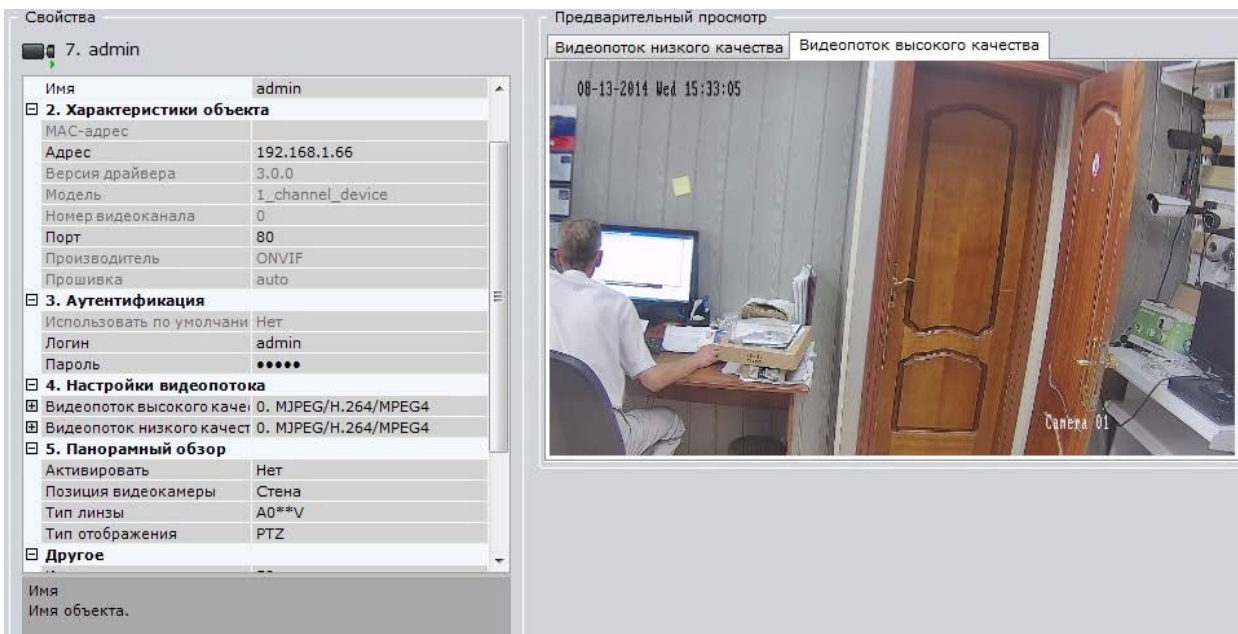 Свойства
7. admin
Имя admin
2. Характеристики объекта
MAC-адрес
Адрес 192.168.1.66
Версия драйвера 3.0.0
Модель 1_channel_device
Номер видеоканала 0
Порт 80
Производитель ONVIF
Прошивка auto
3. Аутентификация
Использовать по умолчани Нет
Логин admin
Пароль •••••
4. Настройки видеопотока
Видеопоток высокого каче 0. MJPEG/H.264/MPEG4
Видеопоток низкого качест 0. MJPEG/H.264/MPEG4
5. Панорамный обзор
Активировать Нет
Позиция видеокамеры Стена
Тип линзы A0**V
Тип отображения PTZ
Другое
Имя
Имя объекта.
Предварительный просмотр
Видеопоток низкого качества Видеопоток высокого качества
08-13-2014 Wed 15:33:05
Camera 01